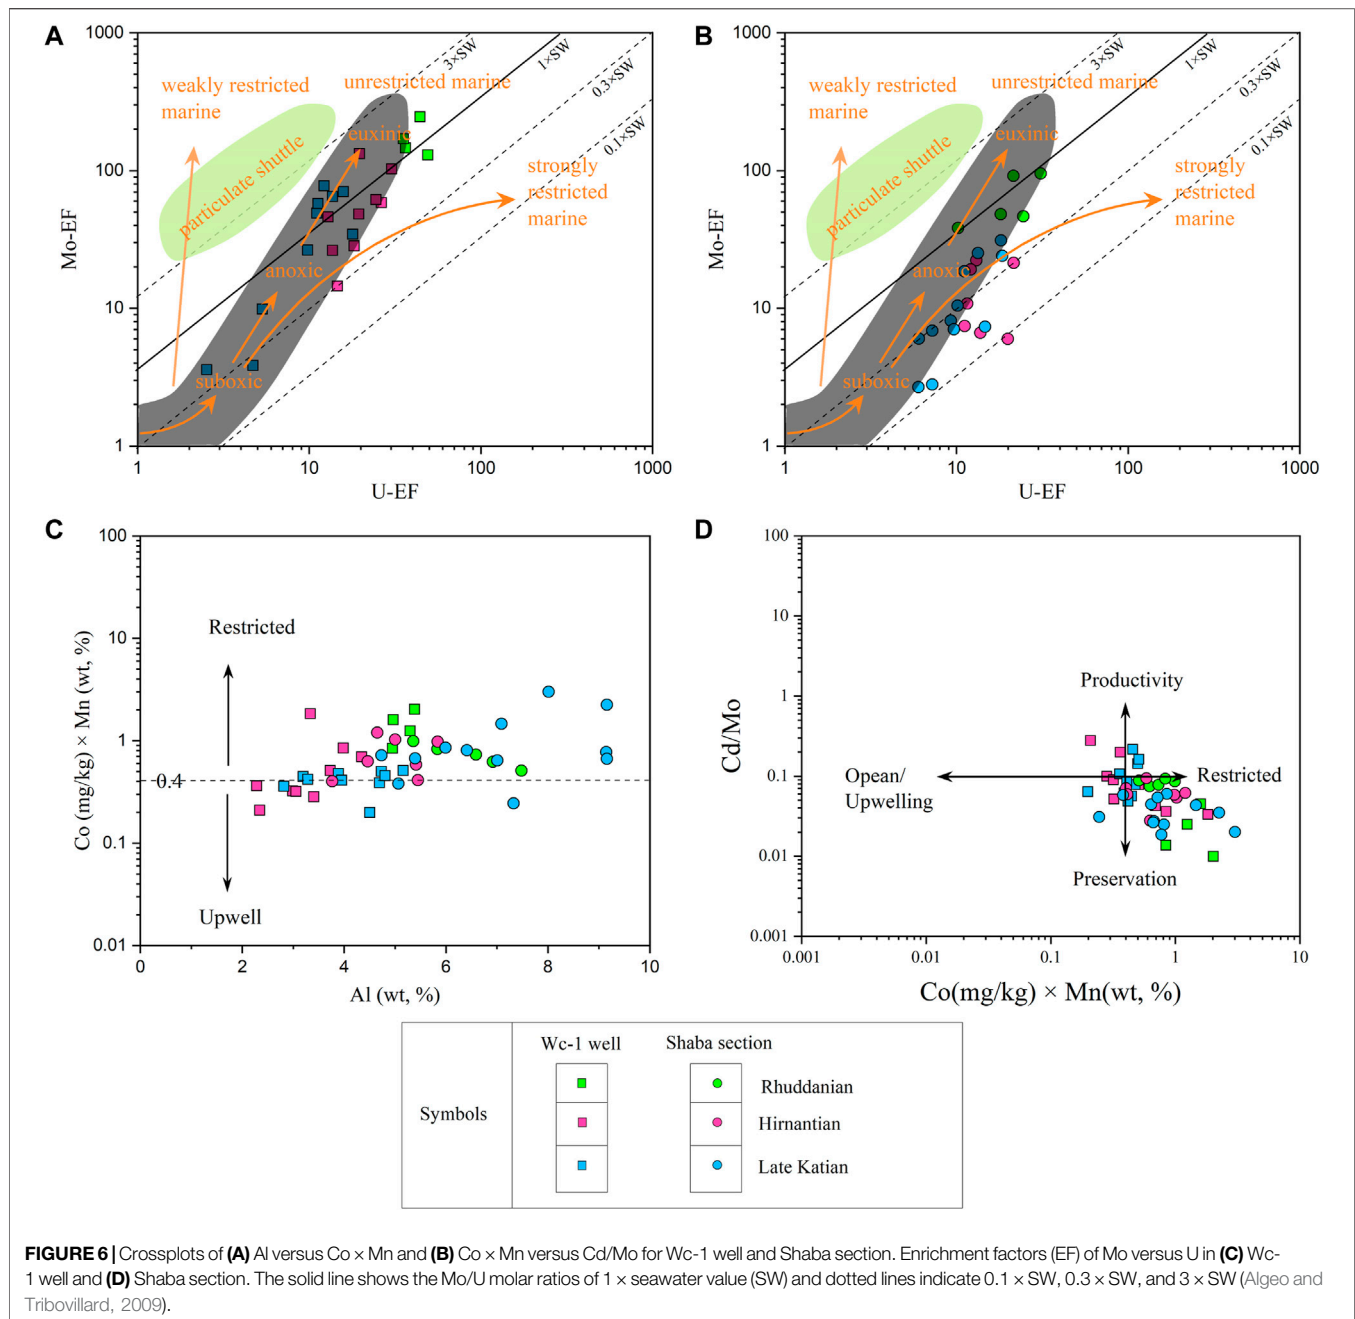 A
1000
100
10
1
Mo-EF
1
10
100
1000
U-EF
weakly restricted
marine
unrestricted marine
particulate shuttle
euxinic
anoxic
suboxic
strongly
restricted
marine
3×SW
1×SW
0.3×SW
0.1×SW
B
1000
100
10
1
Mo-EF
1
10
100
1000
U-EF
weakly restricted
marine
unrestricted marine
particulate shuttle
euxinic
anoxic
suboxic
strongly
restricted
marine
3×SW
1×SW
0.3×SW
0.1×SW
C
100
10
1
0.1
0.01
Co (mg/kg) × Mn (wt, %)
Restricted
0.4
Upwell
0
2
4
6
8
10
Al (wt, %)
D
100
10
1
0.1
0.01
0.001
Cd/Mo
Productivity
Opean/
Upwelling
Restricted
Preservation
0.001
0.01
0.1
1
10
Co(mg/kg) × Mn(wt, %)
Wc-1 well
Shaba section
Symbols
Rhuddanian
Hirnantian
Late Katian
FIGURE 6 | Crossplots of (A) Al versus Co × Mn and (B) Co × Mn versus Cd/Mo for Wc-1 well and Shaba section. Enrichment factors (EF) of Mo versus U in (C) Wc-
1 well and (D) Shaba section. The solid line shows the Mo/U molar ratios of 1 × seawater value (SW) and dotted lines indicate 0.1 × SW, 0.3 × SW, and 3 × SW (Algeo and
Tribovillard, 2009).